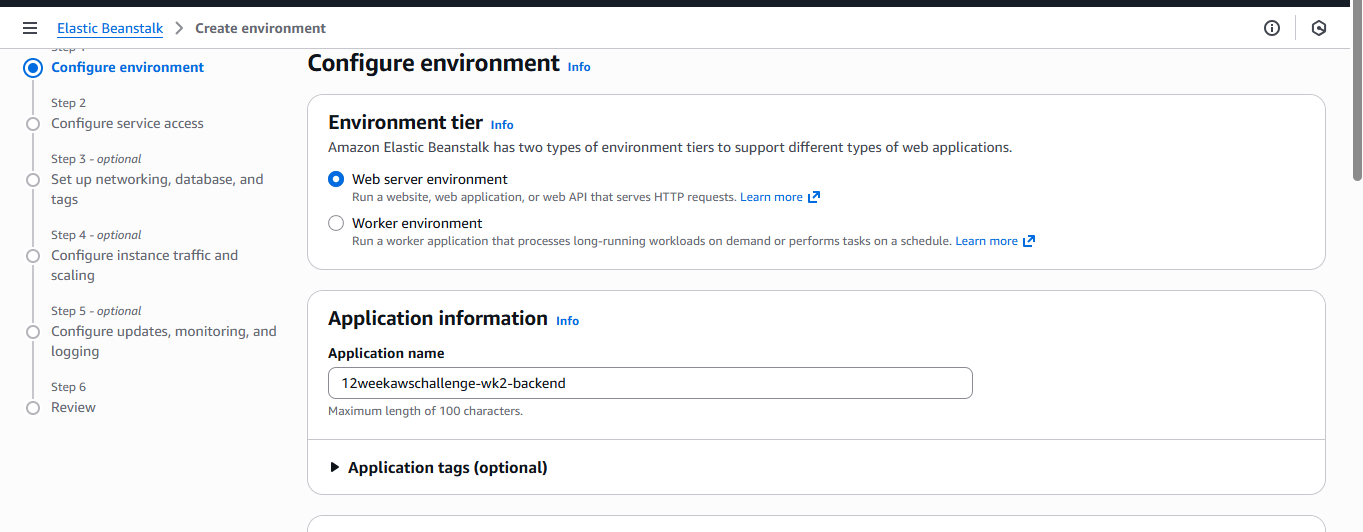 Elastic Beanstalk > Create environment
Step 1
Configure environment
Step 2
Configure service access
Step 3 - optional
Set up networking, database, and
tags
Step 4 - optional
Configure instance traffic and
scaling
Step 5 - optional
Configure updates, monitoring, and
logging
Step 6
Review
Configure environment Info
Environment tier Info
Amazon Elastic Beanstalk has two types of environment tiers to support different types of web applications.
Web server environment
Run a website, web application, or web API that serves HTTP requests. Learn more
Worker environment
Run a worker application that processes long-running workloads on demand or performs tasks on a schedule. Learn more
Application information Info
Application name
12weekawschallenge-wk2-backend
Maximum length of 100 characters.
Application tags (optional)